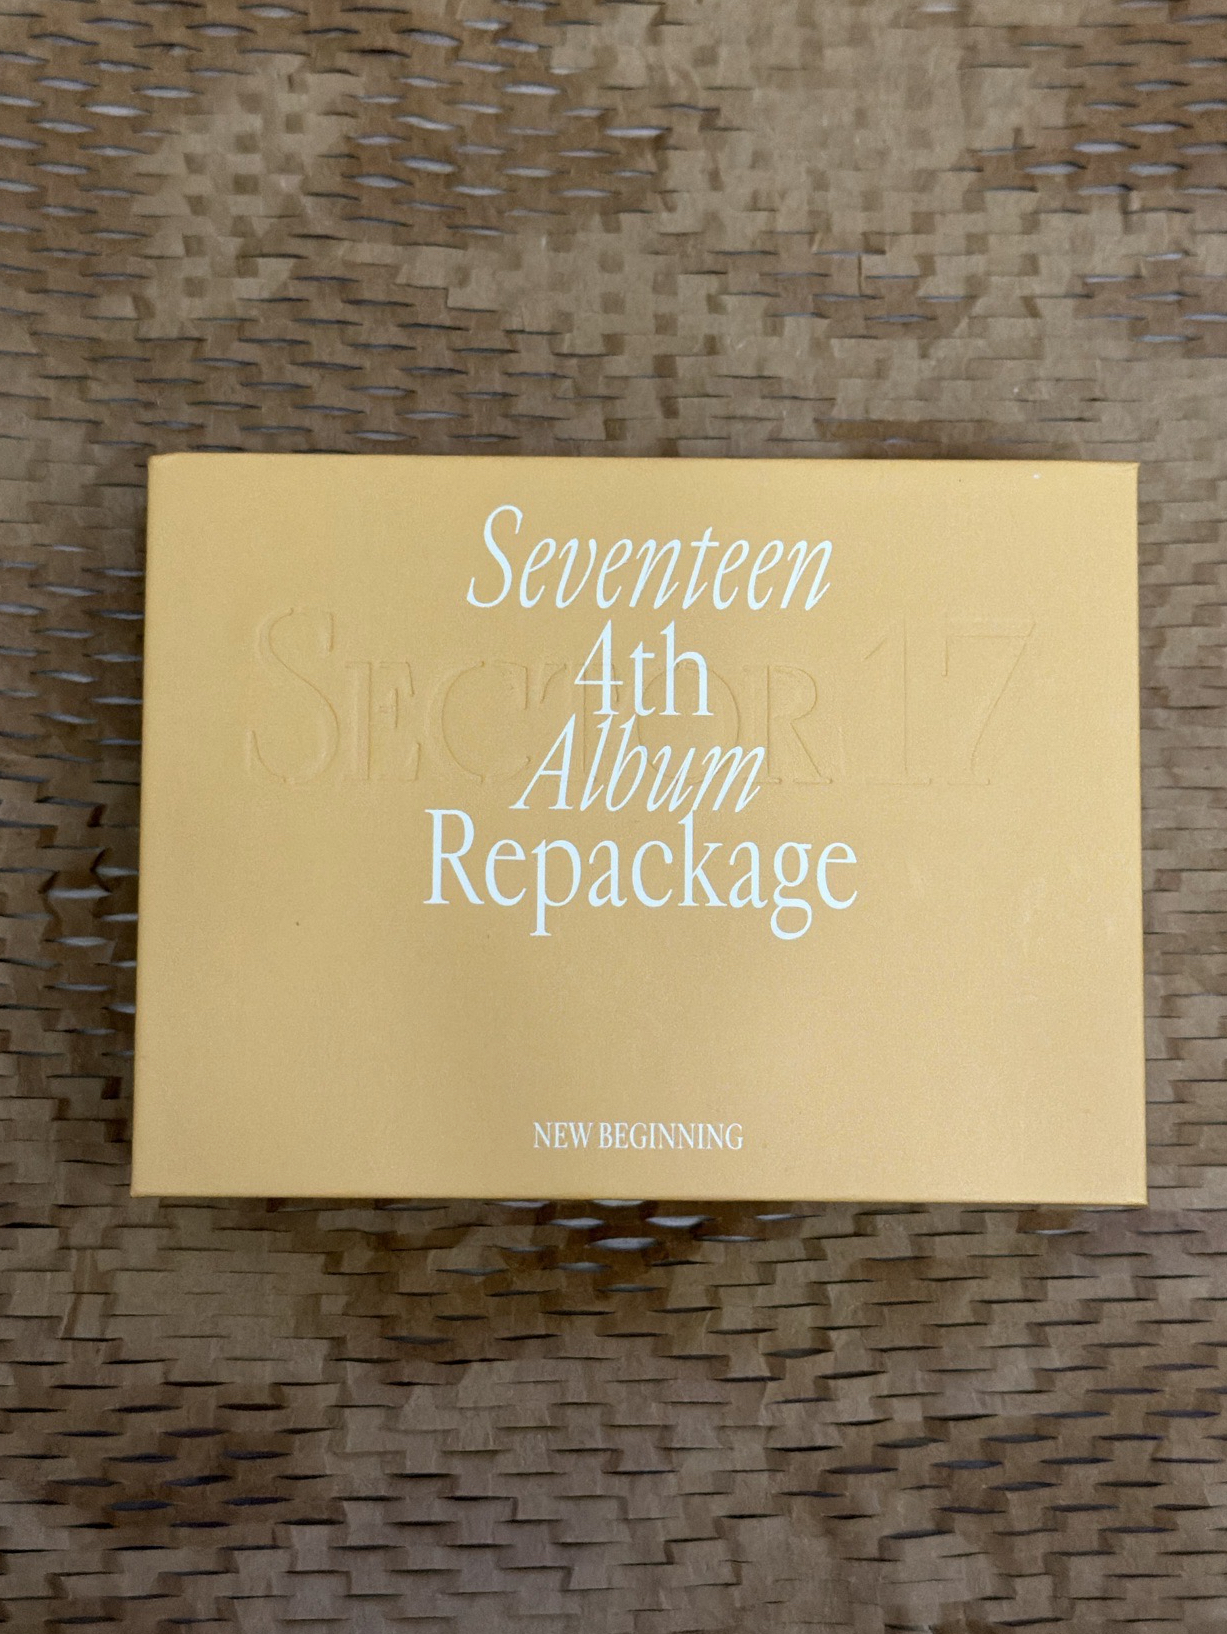 Seventeen
SECTOR 17
4th
Album
Repackage
NEW BEGINNING